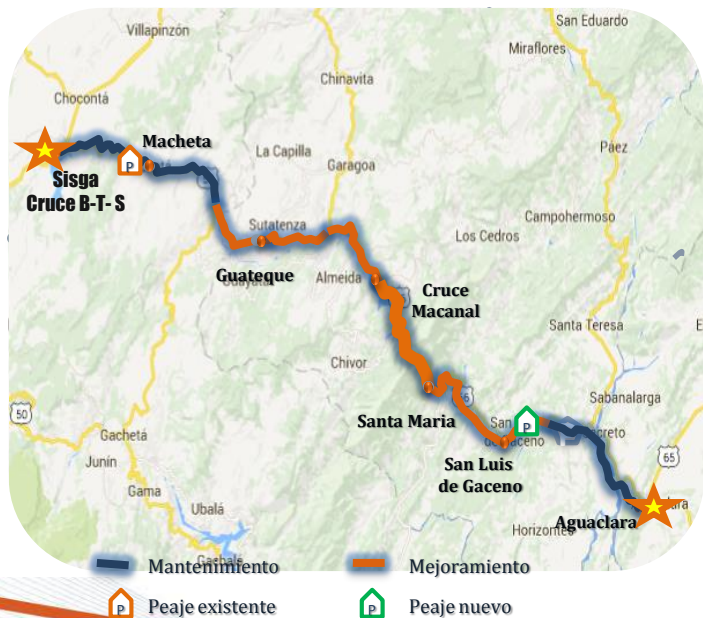 San Eduardo
Villapinzón
Miraflores
Chinavita
Chocontá
Macheta
La Capilla
Paez
Garagoa
P
Sisga
Cruce B-T- S
Sutatenza
Campohermoso
Los Cedros
Guateque
Almeida
Cruce
Macanal
Santa Teresa
Chivor
Sabanalarga
50
Santa Maria
San
P
Gachetá
San Luis
de Gaceno
65
Junín
Gama
Ubalá
Aguaclara
Horizontes
Mantenimiento
Mejoramiento
P
Peaje existente
P
Peaje nuevo